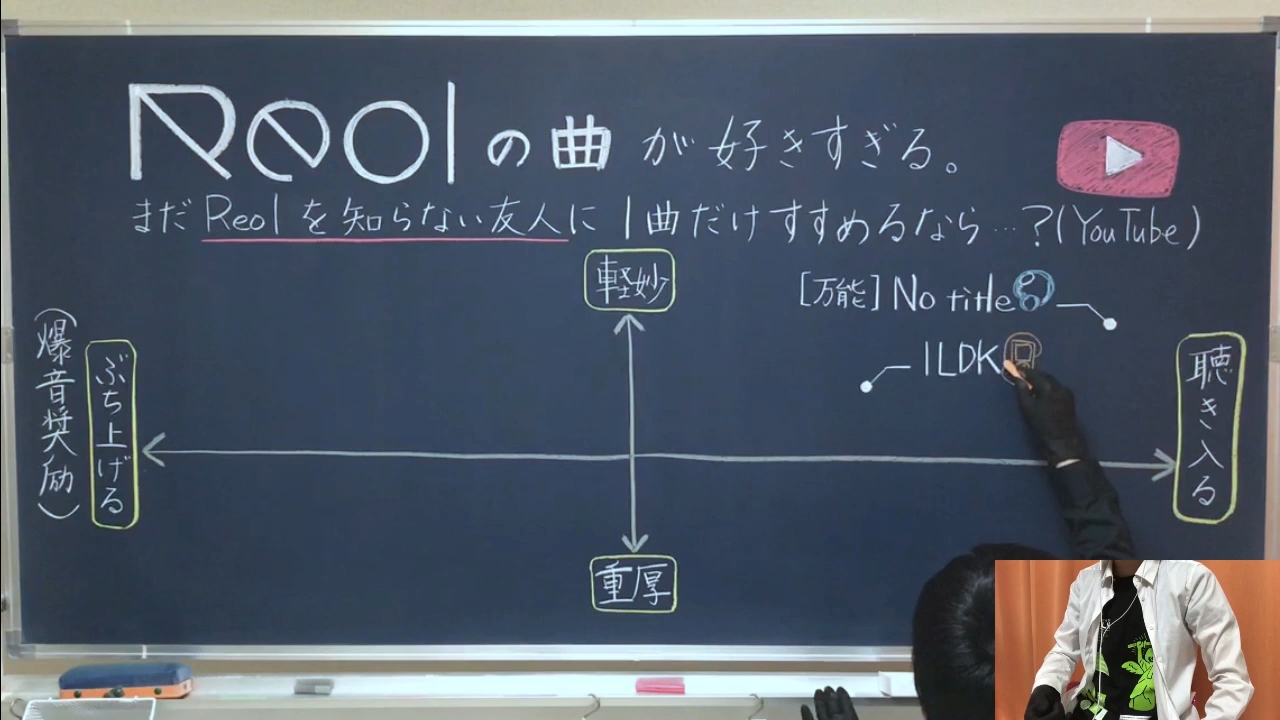 Reolの曲が好きすぎる。
まだReolを知らない友人に1曲だけすすめるなら…?(YouTube)
軽妙
[万能]No title
1LDK
(爆音奨励)
ぶち上げる
聴き入る
重厚